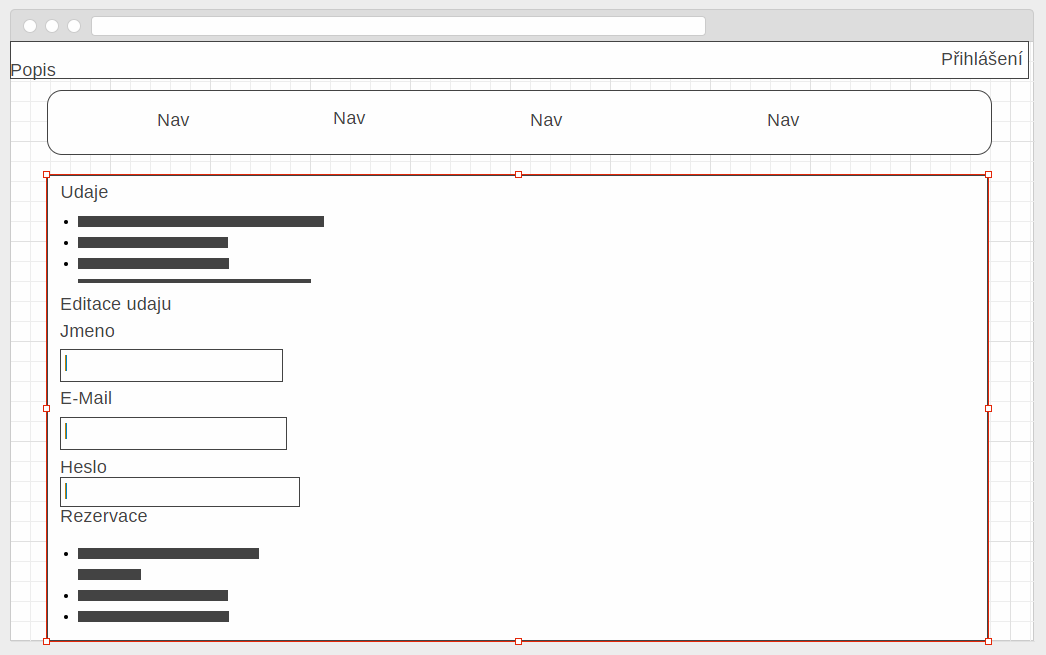 Přihlášení
Popis
Nav Nav Nav Nav
Udaje
Editace udaju
Jmeno
E-Mail
Heslo
Rezervace